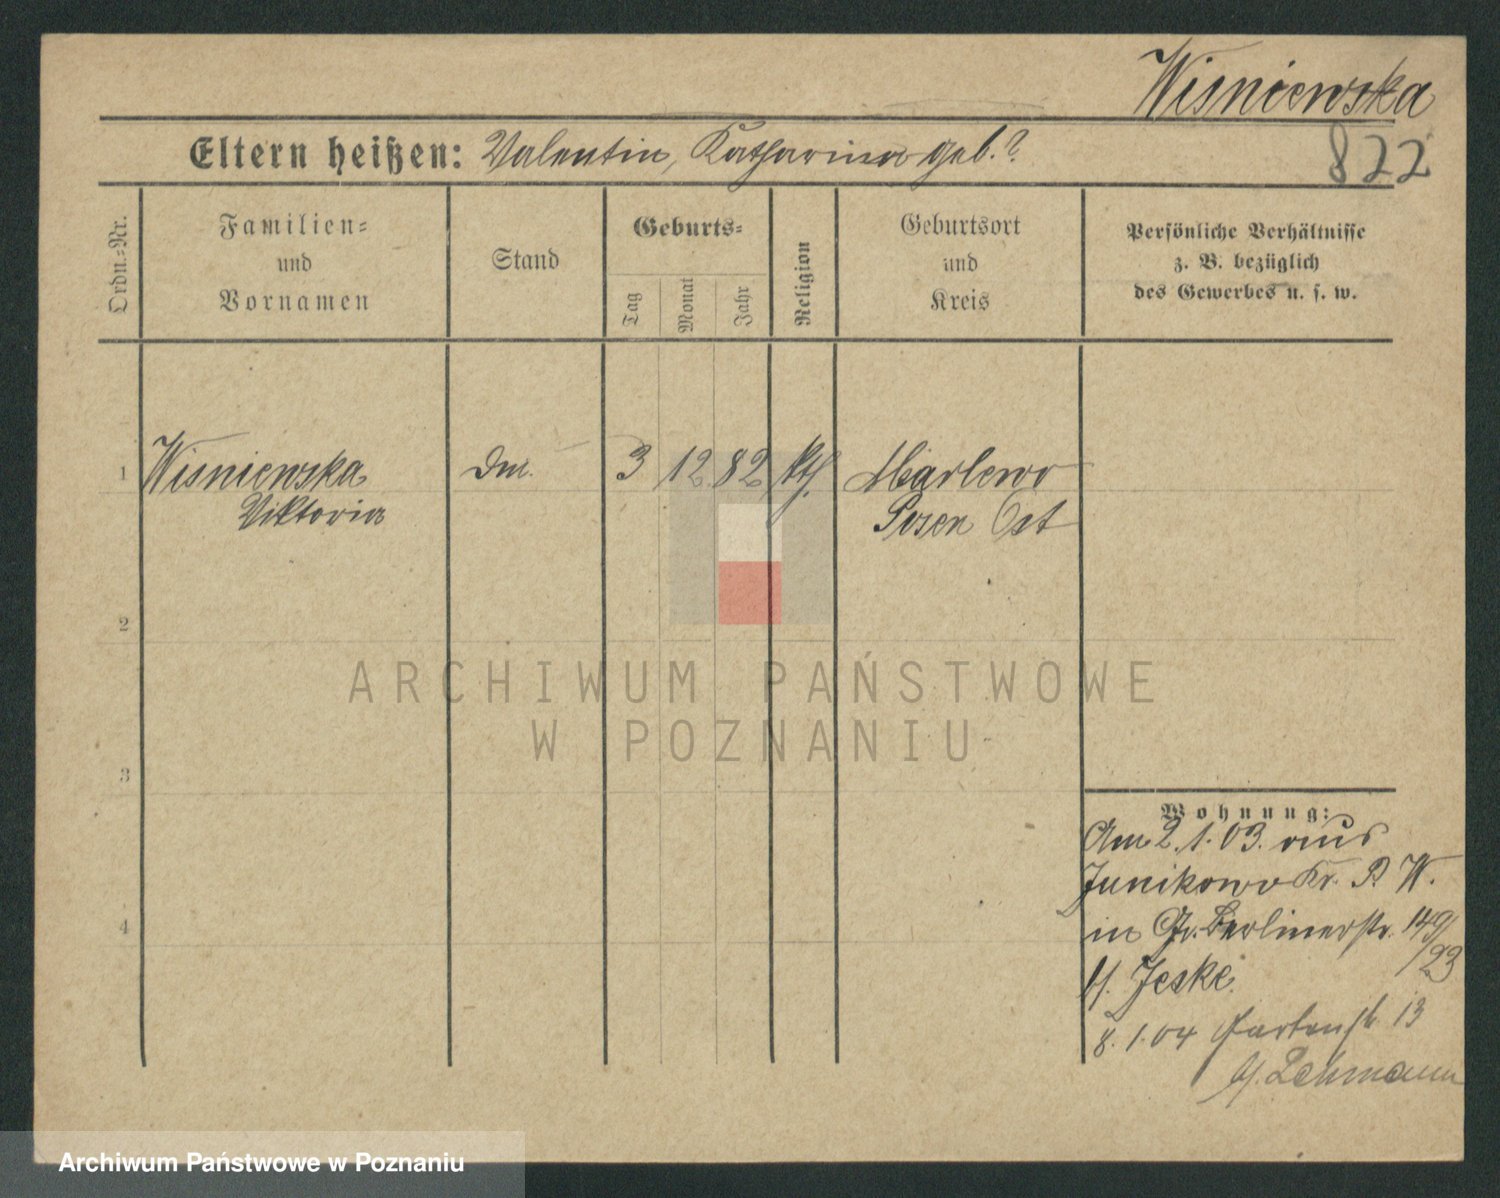 Wisniewska
Eltern heißen: Valentin, Katharina geb. ?
822
Ordn.=Nr.
Familien=
und
Vornamen
Stand
Geburts=
Tag
Monat
Jahr
Religion
Geburtsort
und
Kreis
Persönliche Verhältnisse
z. B. bezüglich
des Gewerbes u. s. w.
1 Wisniewska 3 12 82 kth. Marlewo
Viktoria Posen Ost
2
3
4
ARCHIWUM PAŃSTWOWE
W POZNANIU
Wohnung:
Am 2.1.03. aus
Junikowo Kr. P. W.
in Gr. Berlinerstr. 149/
/23
b/. Jeske.
8.1.04 Gartenstr. 13
b/. Lehmann
Archiwum Państwowe w Poznaniu